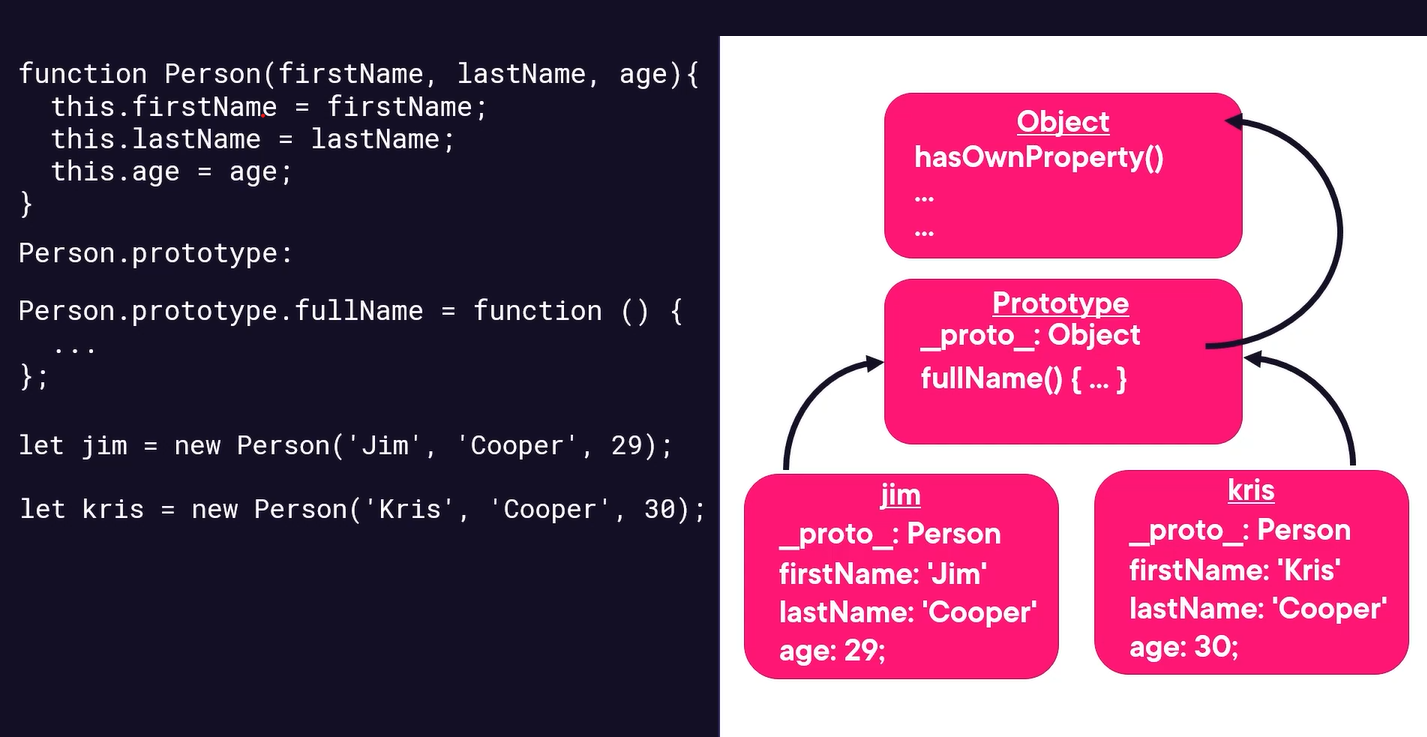 function Person(firstName, lastName, age){
  this.firstName = firstName;
  this.lastName = lastName;
  this.age = age;
}
Person.prototype:
Person.prototype.fullName = function () {
  ...
};
let jim = new Person('Jim', 'Cooper', 29);
let kris = new Person('Kris', 'Cooper', 30);
Object
hasOwnProperty()
...
...
Prototype
_proto_: Object
fullName() { ... }
jim
_proto_: Person
firstName: 'Jim'
lastName: 'Cooper'
age: 29;
kris
_proto_: Person
firstName: 'Kris'
lastName: 'Cooper'
age: 30;